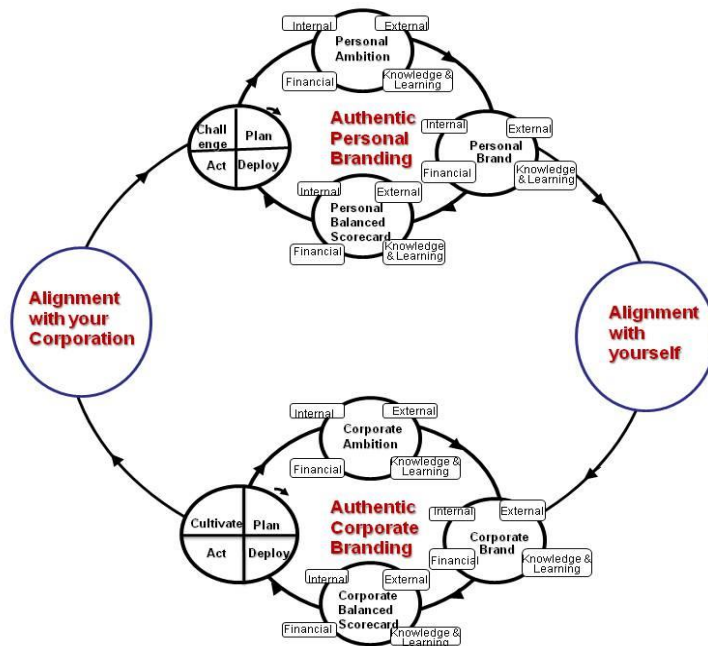 Internal
External
Personal
Ambition
Financial
Knowledge &
Learning
Chall
enge
Plan
Act
Deploy
Authentic
Personal
Branding
Internal
External
Personal
Brand
Financial
Knowledge
& Learning
Internal
External
Personal
Balanced
Scorecard
Financial
Knowledge
& Learning
Alignment
with your
Corporation
Alignment
with
yourself
Internal
External
Corporate
Ambition
Financial
Knowledge &
Learning
Cultivate
Plan
Act
Deploy
Authentic
Corporate
Branding
Internal
External
Corporate
Brand
Financial
Knowledge
& Learning
Internal
External
Corporate
Balanced
Scorecard
Financial
Knowledge
& Learning